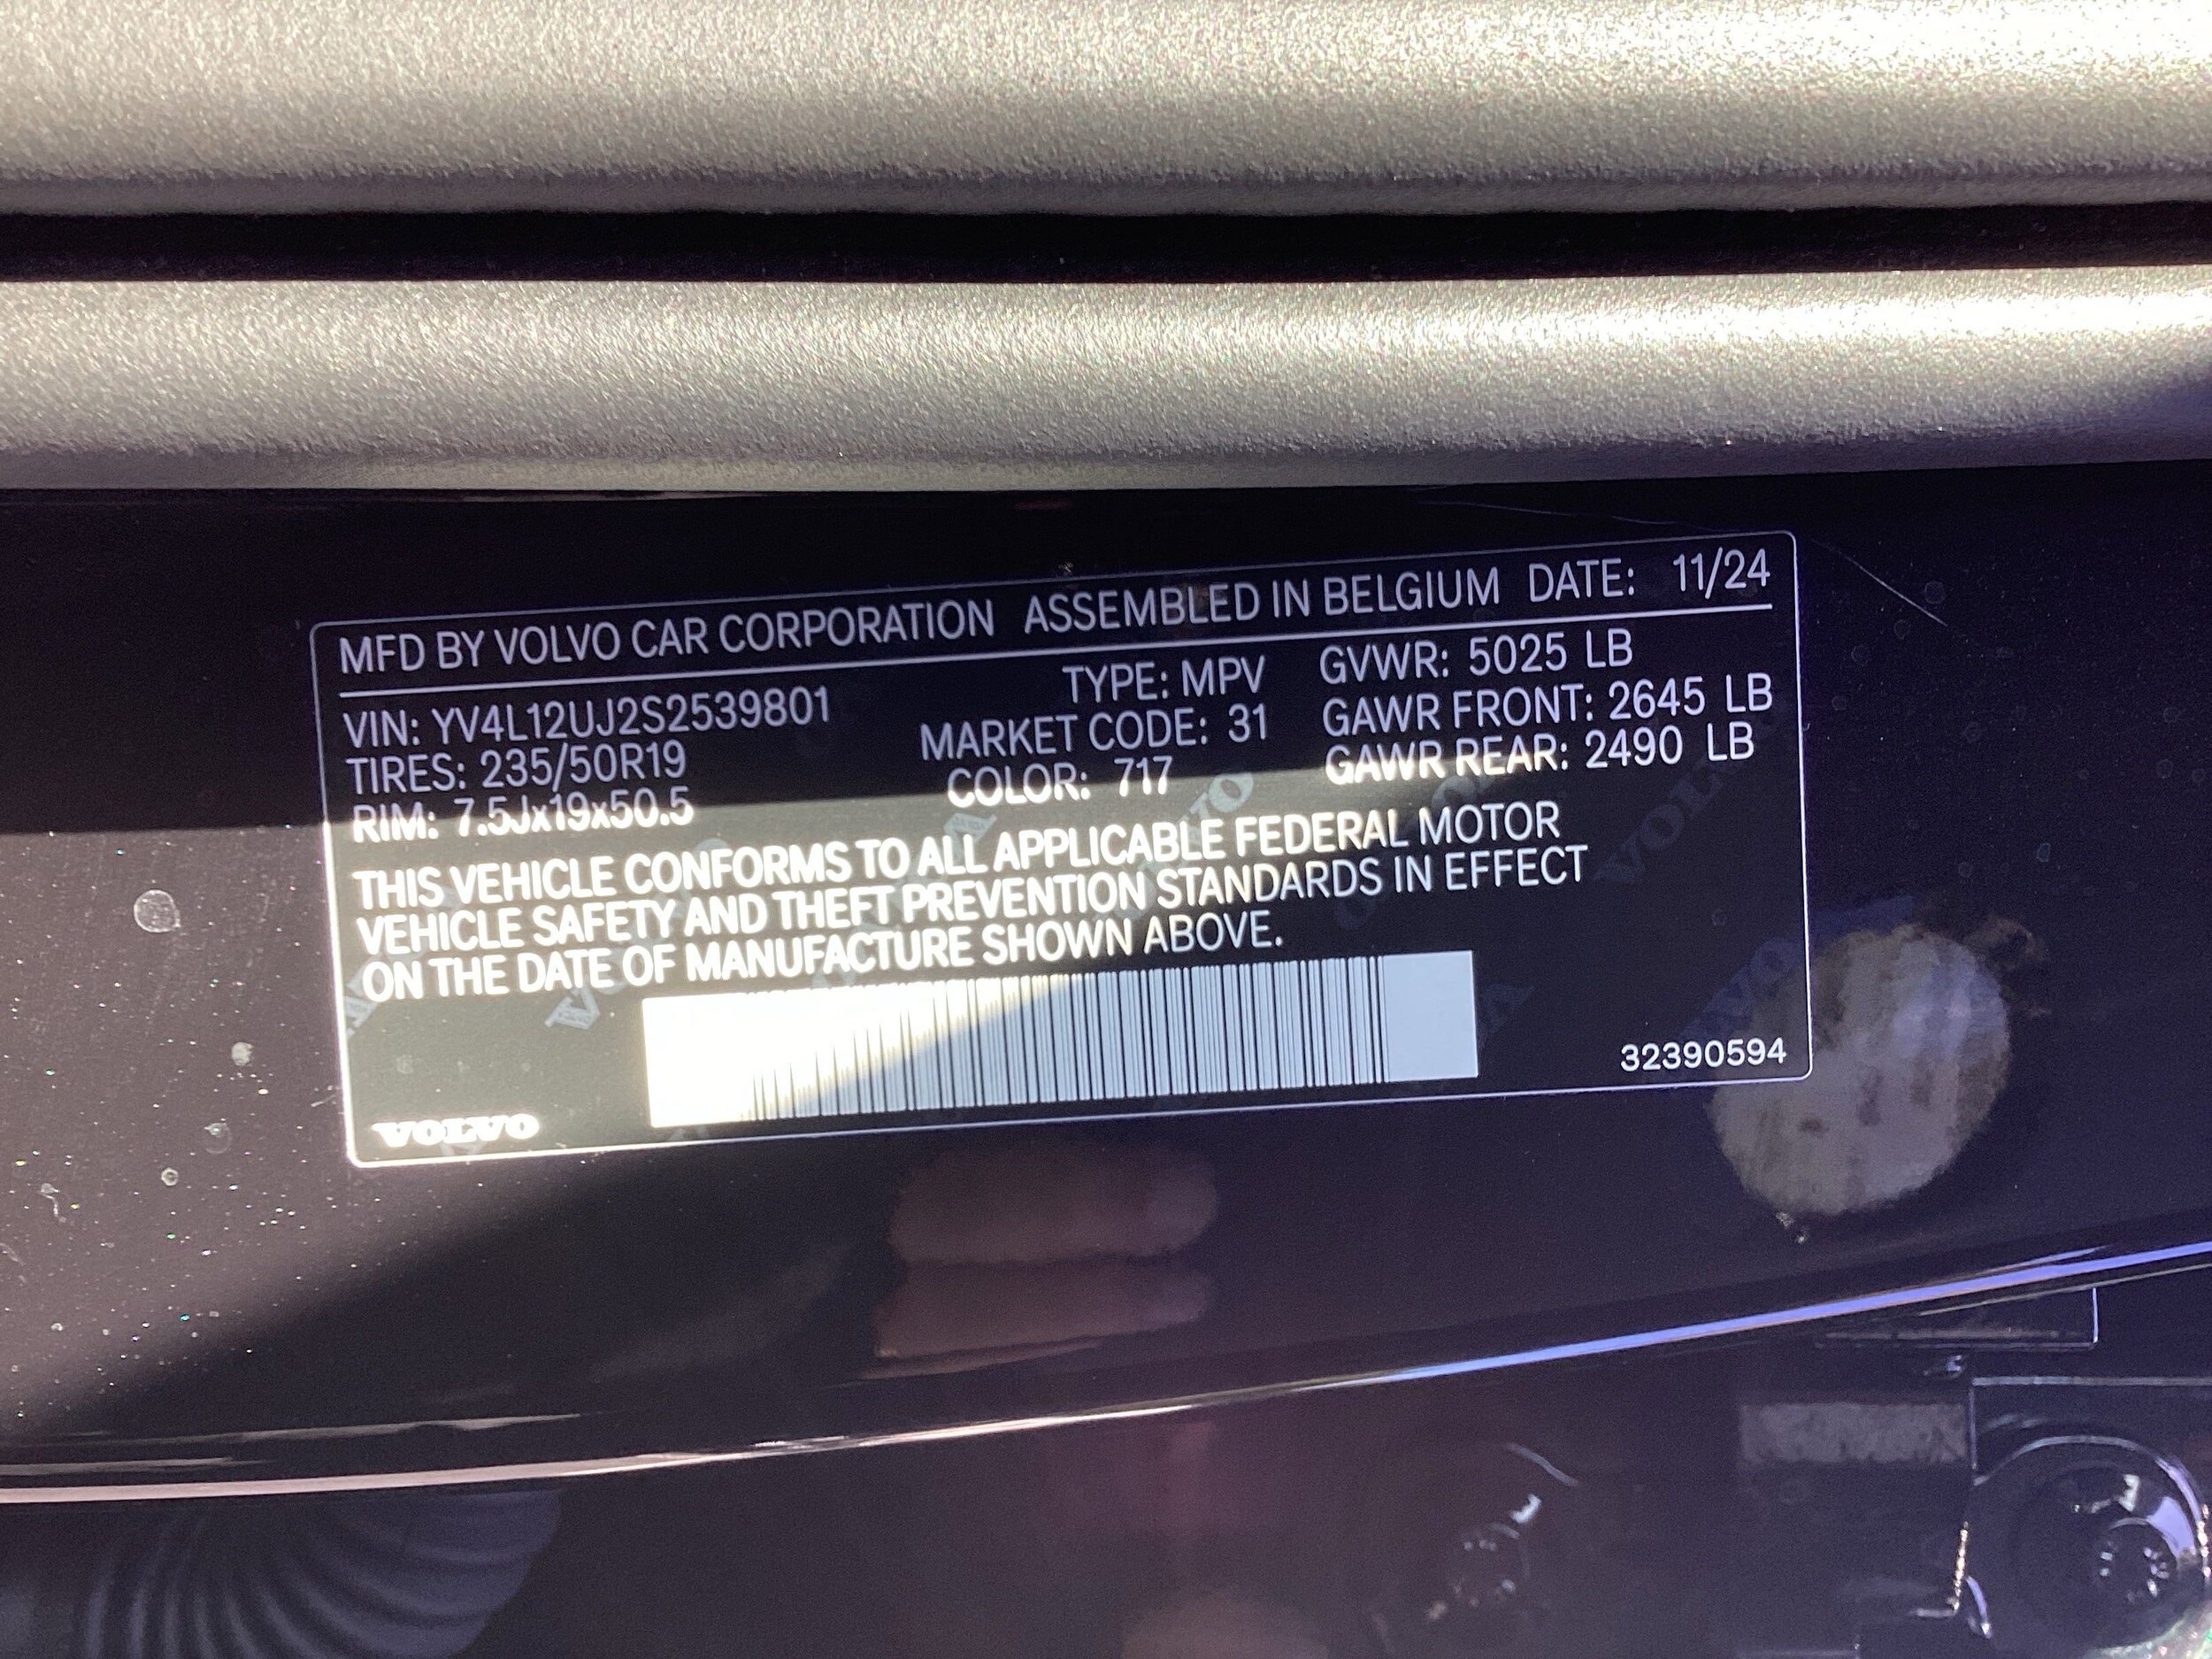 MFD BY VOLVO CAR CORPORATION ASSEMBLED IN BELGIUM DATE: 11/24
VIN: YV4L12UJ2S2539801 TYPE: MPV GVWR: 5025 LB
TIRES: 235/50R19 MARKET CODE: 31 GAWR FRONT: 2645 LB
RIM: 7.5Jx19x50.5 COLOR: 717 GAWR REAR: 2490 LB
THIS VEHICLE CONFORMS TO ALL APPLICABLE FEDERAL MOTOR
VEHICLE SAFETY AND THEFT PREVENTION STANDARDS IN EFFECT
ON THE DATE OF MANUFACTURE SHOWN ABOVE.
32390594
VOLVO